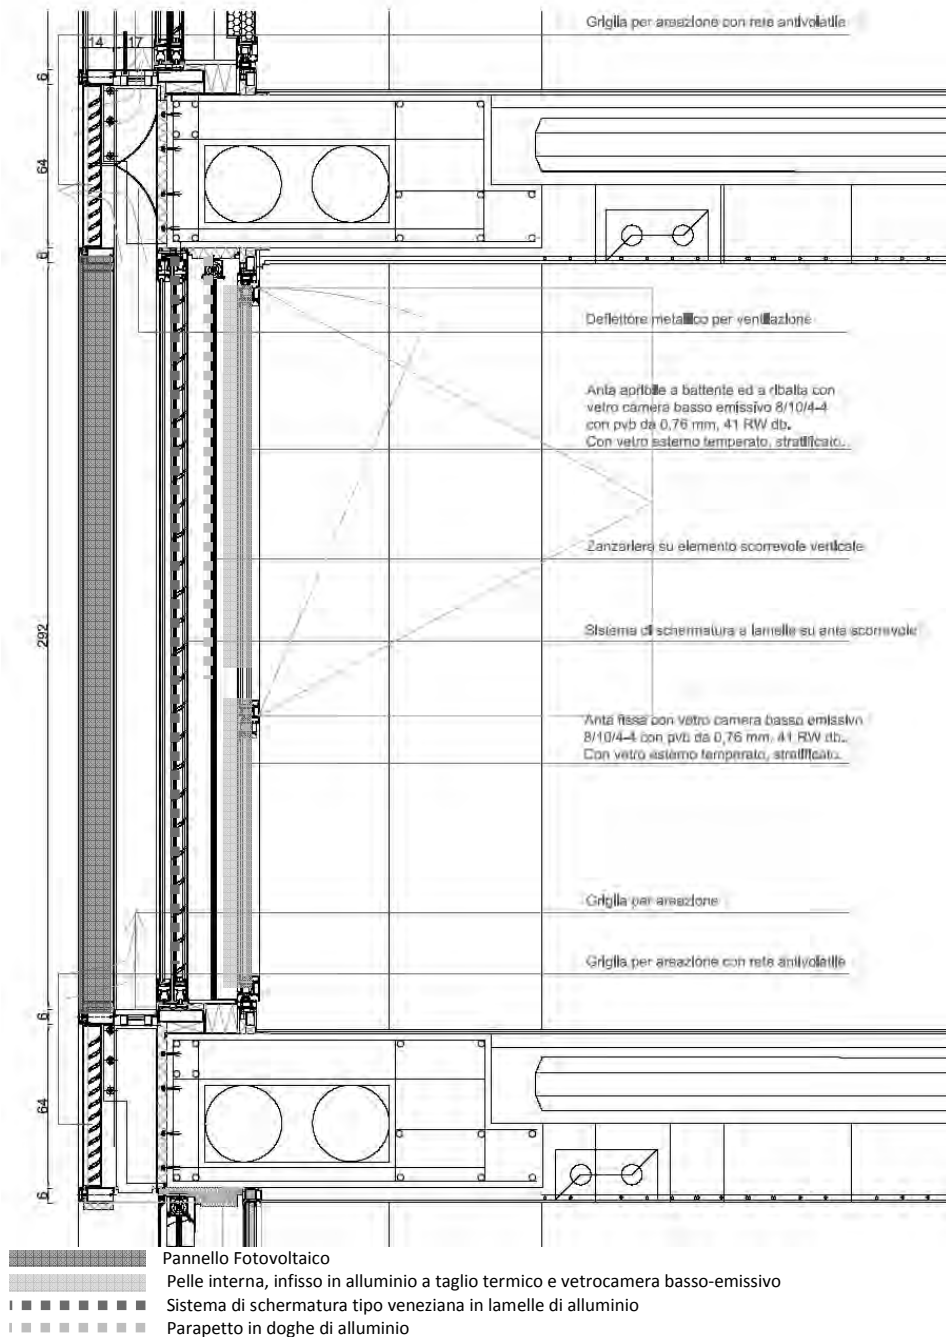 Griglia per areazione con rete antivolatile
14
17
6
64
6
Deflettore metallico per ventilazione
Anta apribile a battente ed a ribalta con
vetro camera basso emissivo 8/10/4-4
con pvb da 0,76 mm, 41 RW db.
Con vetro esterno temperato, stratificato.
Zanzariera su elemento scorrevole verticale
292
Sistema di schermatura a lamelle su ante scorrevole
Anta fissa con vetro camera basso emissivo
8/10/4-4 con pvb da 0,76 mm, 41 RW db.
Con vetro esterno temperato, stratificato.
Griglia per areazione
Griglia per areazione con rete antivolatile
6
64
6
Pannello Fotovoltaico
Pelle interna, infisso in alluminio a taglio termico e vetrocamera basso-emissivo
Sistema di schermatura tipo veneziana in lamelle di alluminio
Parapetto in doghe di alluminio